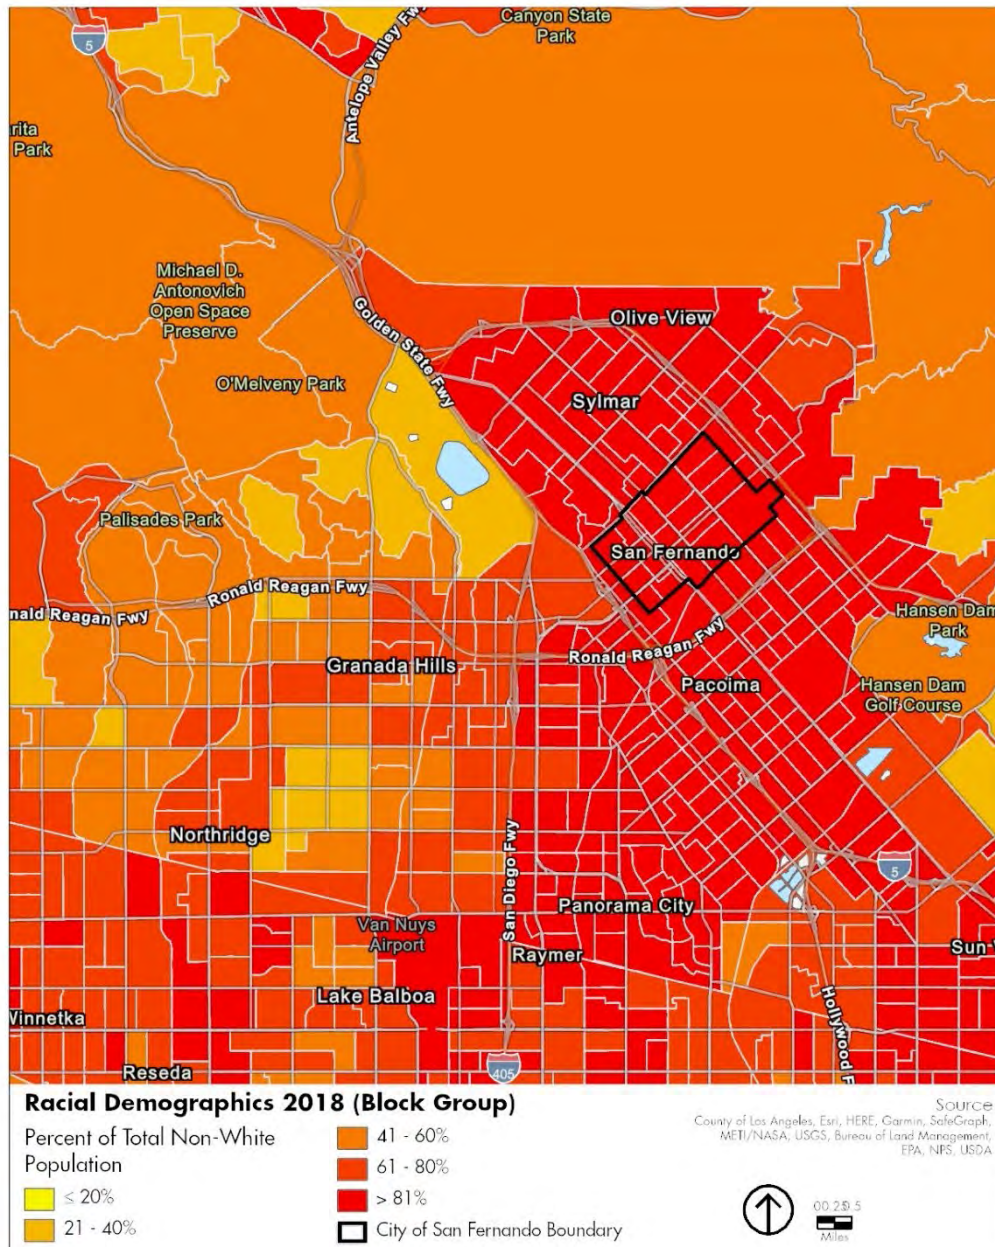 Canyon State
Park
5
Antelope Valley Fwy
rita
Park
Michael D.
Antonovich
Open Space
Preserve
Golden State Fwy
Olive View
O'Melveny Park
Sylmar
Palisades Park
San Fernando
Ronald Reagan Fwy
nald Reagan Fwy
Hansen Dam
Park
Ronald Reagan Fwy
Granada Hills
Pacoima
Hansen Dam
Golf Course
Northridge
San Diego Fwy
5
Panorama City
Van Nuys
Airport
Raymer
Sun
Lake Balboa
Winnetka
Hollywood F
Reseda
405
Racial Demographics 2018 (Block Group)
Percent of Total Non-White
Population
≤ 20%
21 - 40%
41 - 60%
61 - 80%
> 81%
City of San Fernando Boundary
Source
County of Los Angeles, Esri, HERE, Garmin, SafeGraph,
METI/NASA, USGS, Bureau of Land Management,
EPA, NPS, USDA
Miles